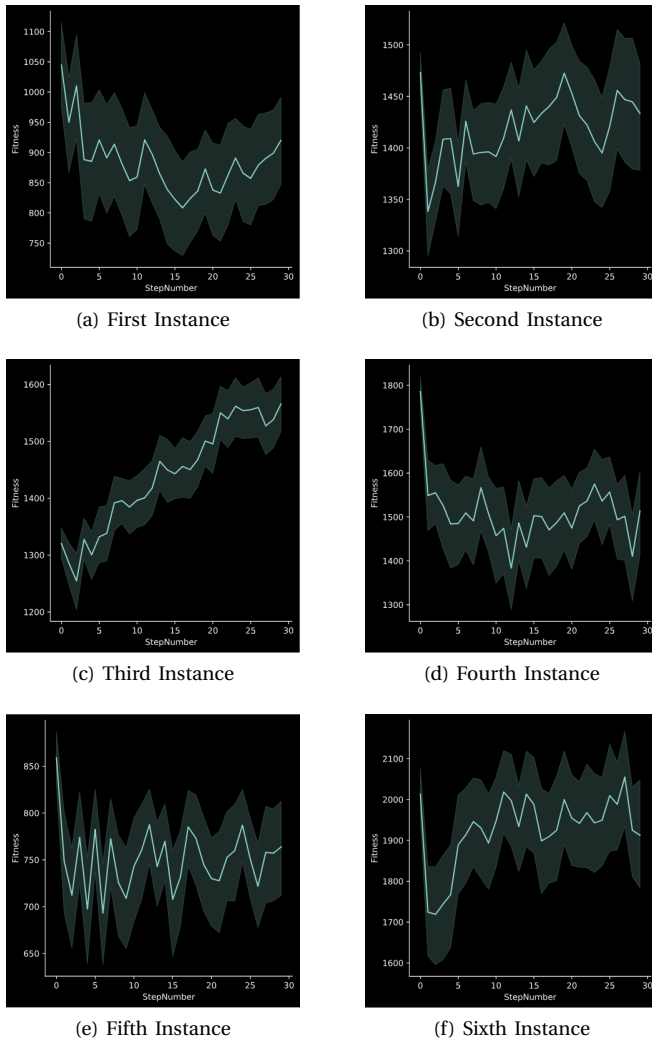 1100
1050
1000
950
900
850
800
750
Fitness
0 5 10 15 20 25 30
StepNumber
(a) First Instance
1500
1450
1400
1350
1300
Fitness
0 5 10 15 20 25 30
StepNumber
(b) Second Instance
1600
1500
1400
1300
1200
Fitness
0 5 10 15 20 25 30
StepNumber
(c) Third Instance
1800
1700
1600
1500
1400
1300
Fitness
0 5 10 15 20 25 30
StepNumber
(d) Fourth Instance
850
800
750
700
650
Fitness
0 5 10 15 20 25 30
StepNumber
(e) Fifth Instance
2100
2000
1900
1800
1700
1600
Fitness
0 5 10 15 20 25 30
StepNumber
(f) Sixth Instance